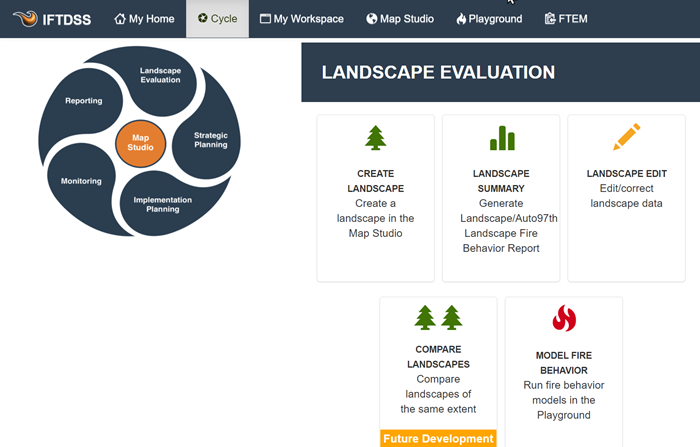 IFTDSS
My Home
Cycle
My Workspace
Map Studio
Playground
FTEM
Landscape
Evaluation
Reporting
Strategic
Planning
Map
Studio
Monitoring
Implementation
Planning
LANDSCAPE EVALUATION
CREATE
LANDSCAPE
Create a
landscape in the
Map Studio
LANDSCAPE
SUMMARY
Generate
Landscape/Auto97th
Landscape Fire
Behavior Report
LANDSCAPE EDIT
Edit/correct
landscape data
COMPARE
LANDSCAPES
Compare
landscapes of
the same extent
Future Development
MODEL FIRE
BEHAVIOR
Run fire behavior
models in the
Playground